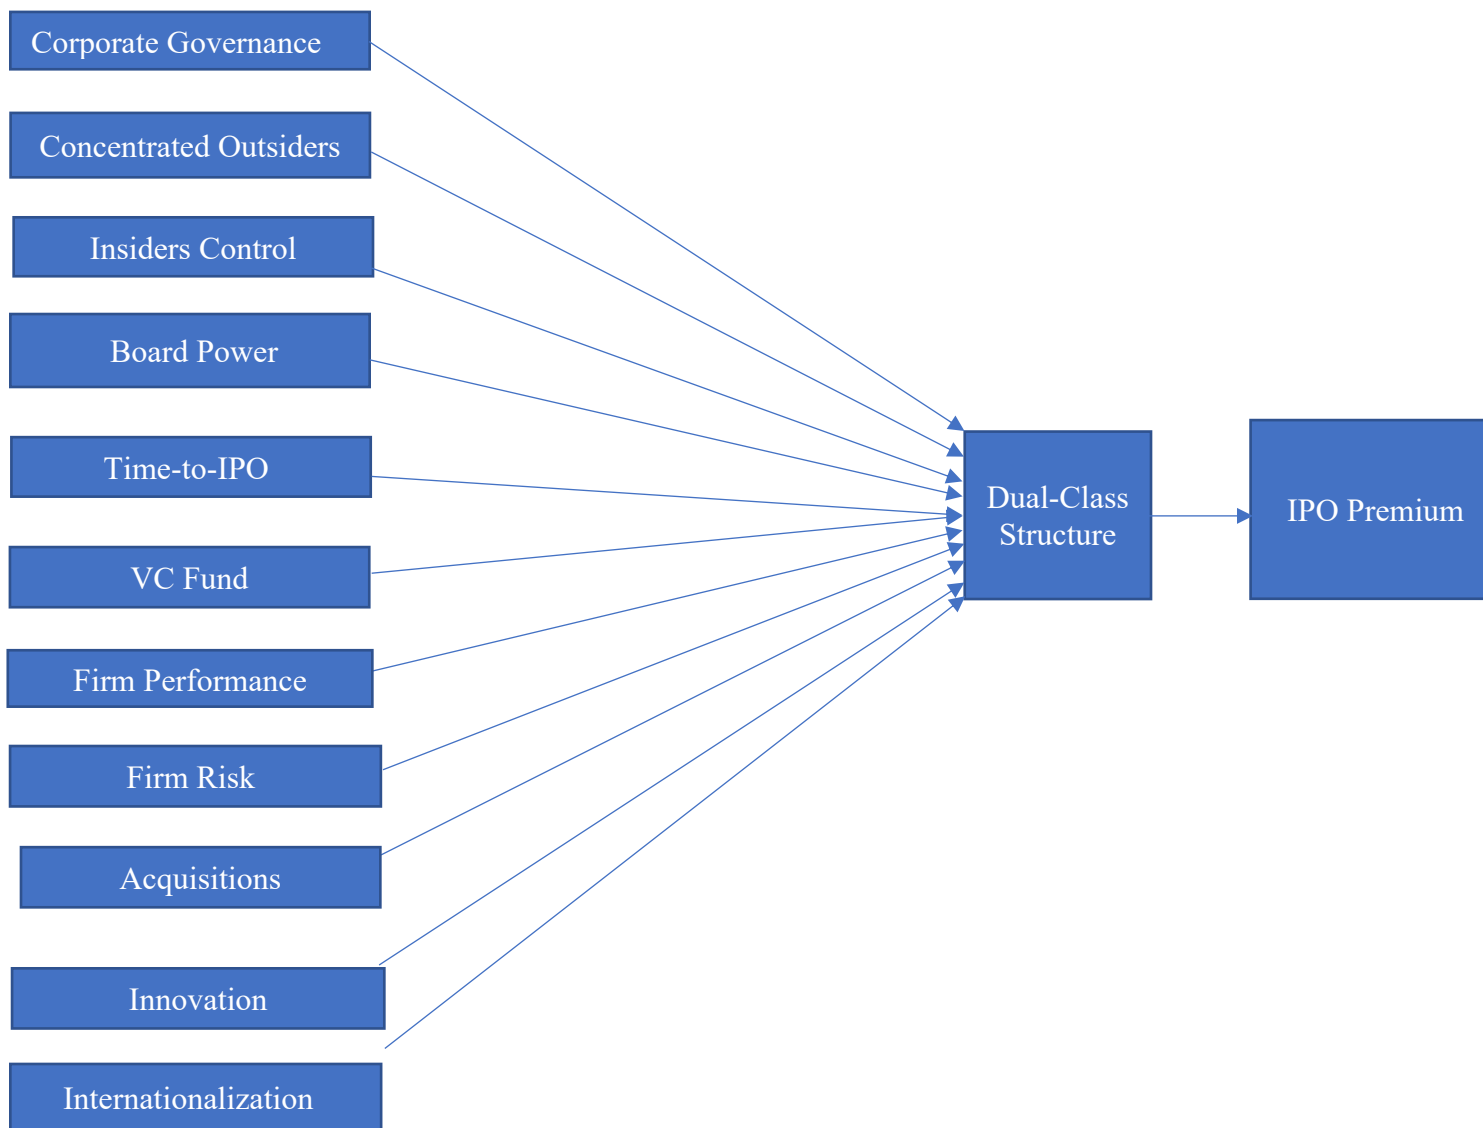 Corporate Governance
Concentrated Outsiders
Insiders Control
Board Power
Time-to-IPO
VC Fund
Firm Performance
Firm Risk
Acquisitions
Innovation
Internationalization
Dual-Class
Structure
IPO Premium